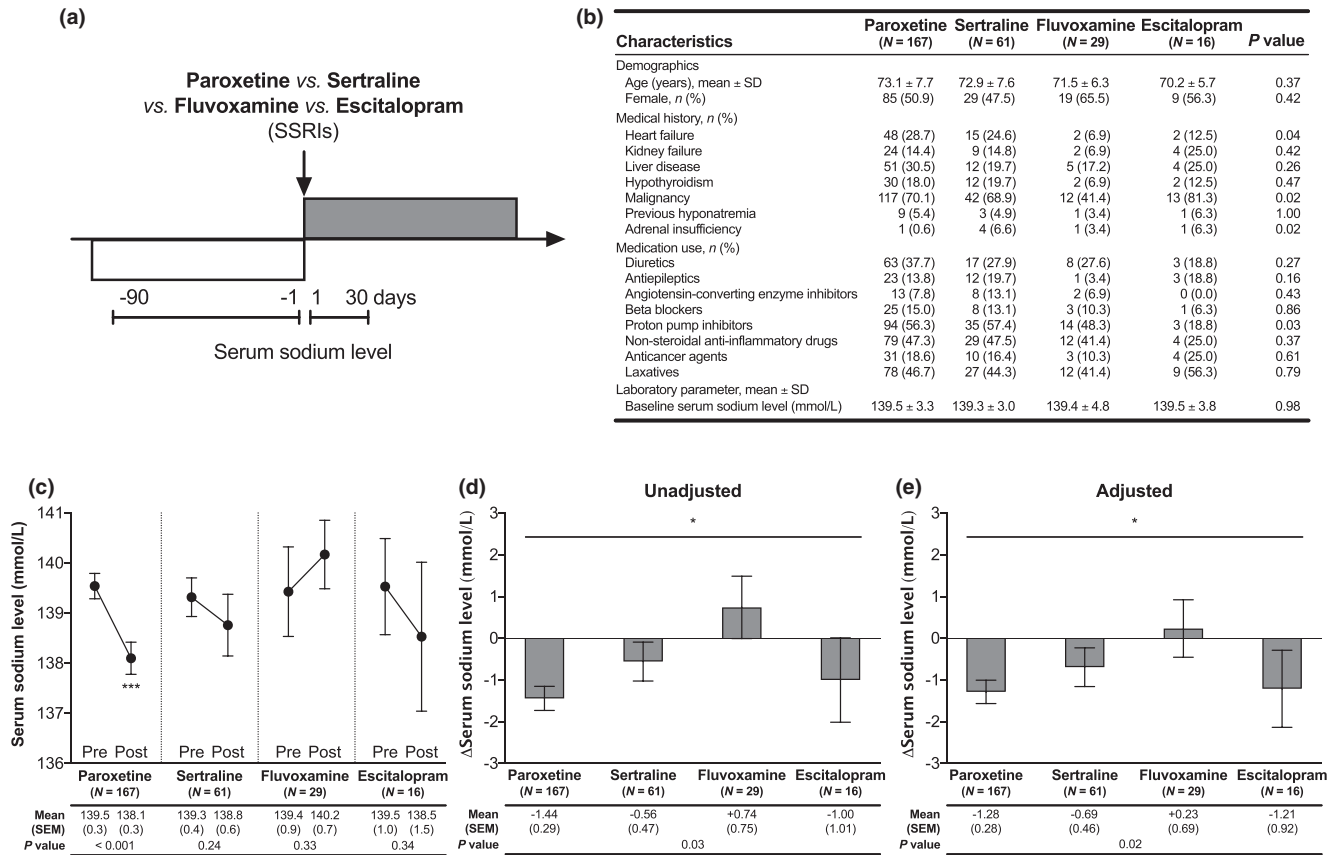 (a)
Paroxetine vs. Sertraline
vs. Fluvoxamine vs. Escitalopram
(SSRIs)
-90 -1 1 30 days
Serum sodium level
(b)
Characteristics Paroxetine (N = 167) Sertraline (N = 61) Fluvoxamine (N = 29) Escitalopram (N = 16) P value
Demographics
Age (years), mean ± SD 73.1 ± 7.7 72.9 ± 7.6 71.5 ± 6.3 70.2 ± 5.7 0.37
Female, n (%) 85 (50.9) 29 (47.5) 19 (65.5) 9 (56.3) 0.42
Medical history, n (%)
Heart failure 48 (28.7) 15 (24.6) 2 (6.9) 2 (12.5) 0.04
Kidney failure 24 (14.4) 9 (14.8) 2 (6.9) 4 (25.0) 0.42
Liver disease 51 (30.5) 12 (19.7) 5 (17.2) 4 (25.0) 0.26
Hypothyroidism 30 (18.0) 12 (19.7) 2 (6.9) 2 (12.5) 0.47
Malignancy 117 (70.1) 42 (68.9) 12 (41.4) 13 (81.3) 0.02
Previous hyponatremia 9 (5.4) 3 (4.9) 1 (3.4) 1 (6.3) 1.00
Adrenal insufficiency 1 (0.6) 4 (6.6) 1 (3.4) 1 (6.3) 0.02
Medication use, n (%)
Diuretics 63 (37.7) 17 (27.9) 8 (27.6) 3 (18.8) 0.27
Antiepileptics 23 (13.8) 12 (19.7) 1 (3.4) 3 (18.8) 0.16
Angiotensin-converting enzyme inhibitors 13 (7.8) 8 (13.1) 2 (6.9) 0 (0.0) 0.43
Beta blockers 25 (15.0) 8 (13.1) 3 (10.3) 1 (6.3) 0.86
Proton pump inhibitors 94 (56.3) 35 (57.4) 14 (48.3) 3 (18.8) 0.03
Non-steroidal anti-inflammatory drugs 79 (47.3) 29 (47.5) 12 (41.4) 4 (25.0) 0.37
Anticancer agents 31 (18.6) 10 (16.4) 3 (10.3) 4 (25.0) 0.61
Laxatives 78 (46.7) 27 (44.3) 12 (41.4) 9 (56.3) 0.79
Laboratory parameter, mean ± SD
Baseline serum sodium level (mmol/L) 139.5 ± 3.3 139.3 ± 3.0 139.4 ± 4.8 139.5 ± 3.8 0.98
(c)
Serum sodium level (mmol/L)
141
140
139
138
137
136
***
Pre Post Pre Post Pre Post Pre Post
Paroxetine Sertraline Fluvoxamine Escitalopram
(N = 167) (N = 61) (N = 29) (N = 16)
Mean 139.5 138.1 139.3 138.8 139.4 140.2 139.5 138.5
(SEM) (0.3) (0.3) (0.4) (0.6) (0.9) (0.7) (1.0) (1.5)
P value < 0.001 0.24 0.33 0.34
(d)
Unadjusted
ΔSerum sodium level (mmol/L)
3
2
1
0
-1
-2
-3
*
Paroxetine Sertraline Fluvoxamine Escitalopram
(N = 167) (N = 61) (N = 29) (N = 16)
Mean -1.44 -0.56 +0.74 -1.00
(SEM) (0.29) (0.47) (0.75) (1.01)
P value 0.03
(e)
Adjusted
ΔSerum sodium level (mmol/L)
3
2
1
0
-1
-2
-3
*
Paroxetine Sertraline Fluvoxamine Escitalopram
(N = 167) (N = 61) (N = 29) (N = 16)
Mean -1.28 -0.69 +0.23 -1.21
(SEM) (0.28) (0.46) (0.69) (0.92)
P value 0.02